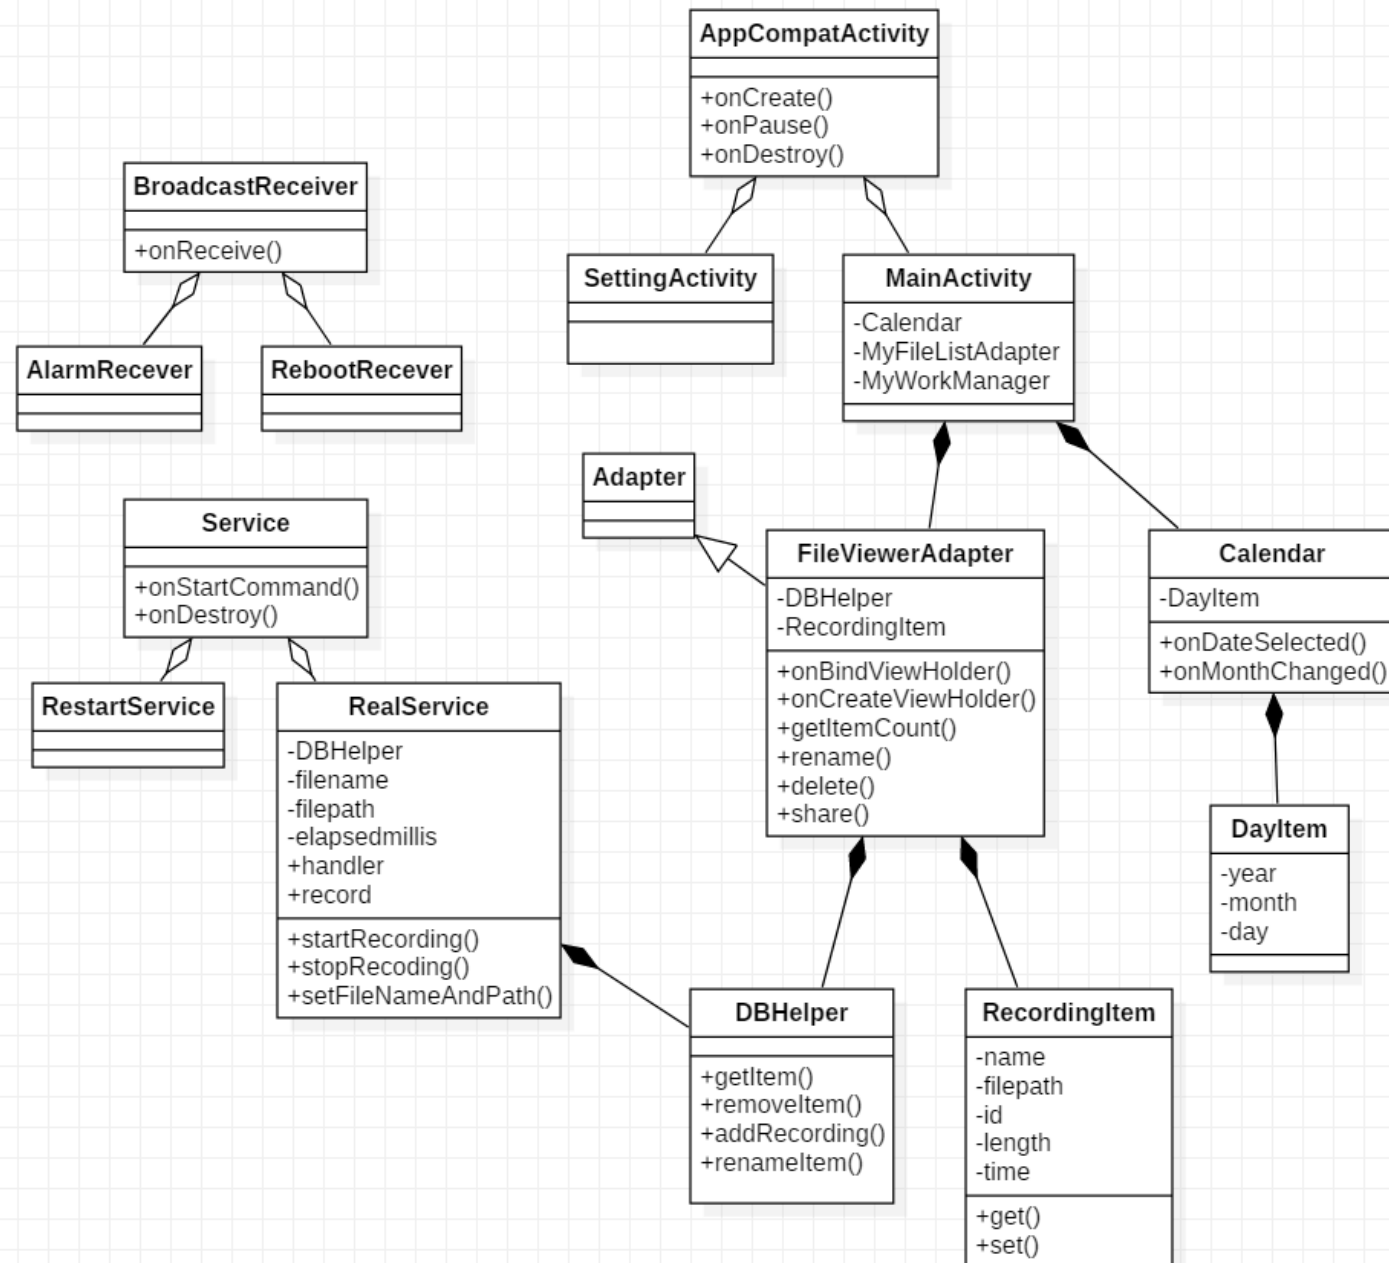 AppCompatActivity
+onCreate()
+onPause()
+onDestroy()
BroadcastReceiver
+onReceive()
SettingActivity
MainActivity
-Calendar
-MyFileListAdapter
-MyWorkManager
AlarmRecever
RebootRecever
Adapter
Service
+onStartCommand()
+onDestroy()
FileViewerAdapter
-DBHelper
-RecordingItem
+onBindViewHolder()
+onCreateViewHolder()
+getItemCount()
+rename()
+delete()
+share()
Calendar
-DayItem
+onDateSelected()
+onMonthChanged()
RestartService
RealService
-DBHelper
-filename
-filepath
-elapsedmillis
+handler
+record
+startRecording()
+stopRecoding()
+setFileNameAndPath()
DayItem
-year
-month
-day
DBHelper
+getItem()
+removeItem()
+addRecording()
+renameItem()
RecordingItem
-name
-filepath
-id
-length
-time
+get()
+set()